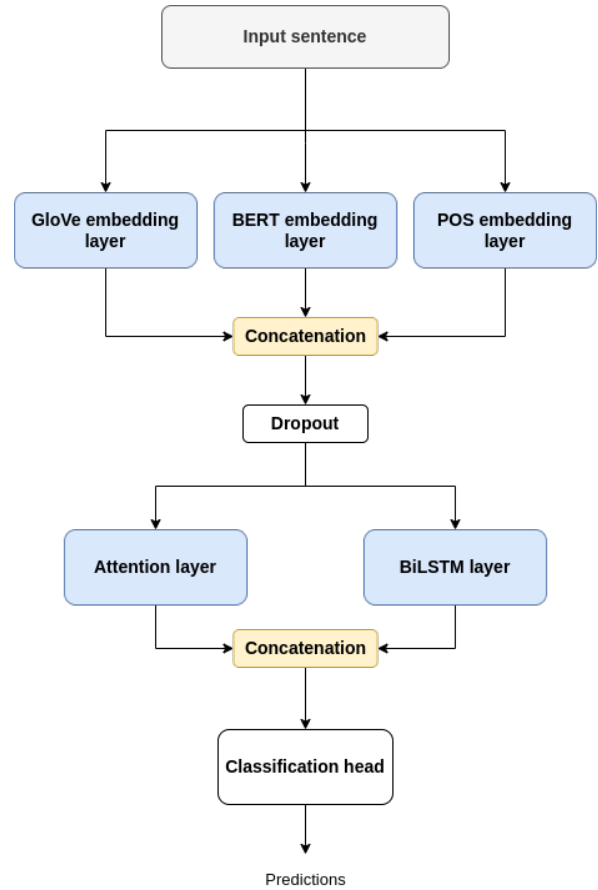 Input sentence
GloVe embedding
layer
BERT embedding
layer
POS embedding
layer
Concatenation
Dropout
Attention layer
BiLSTM layer
Concatenation
Classification head
Predictions